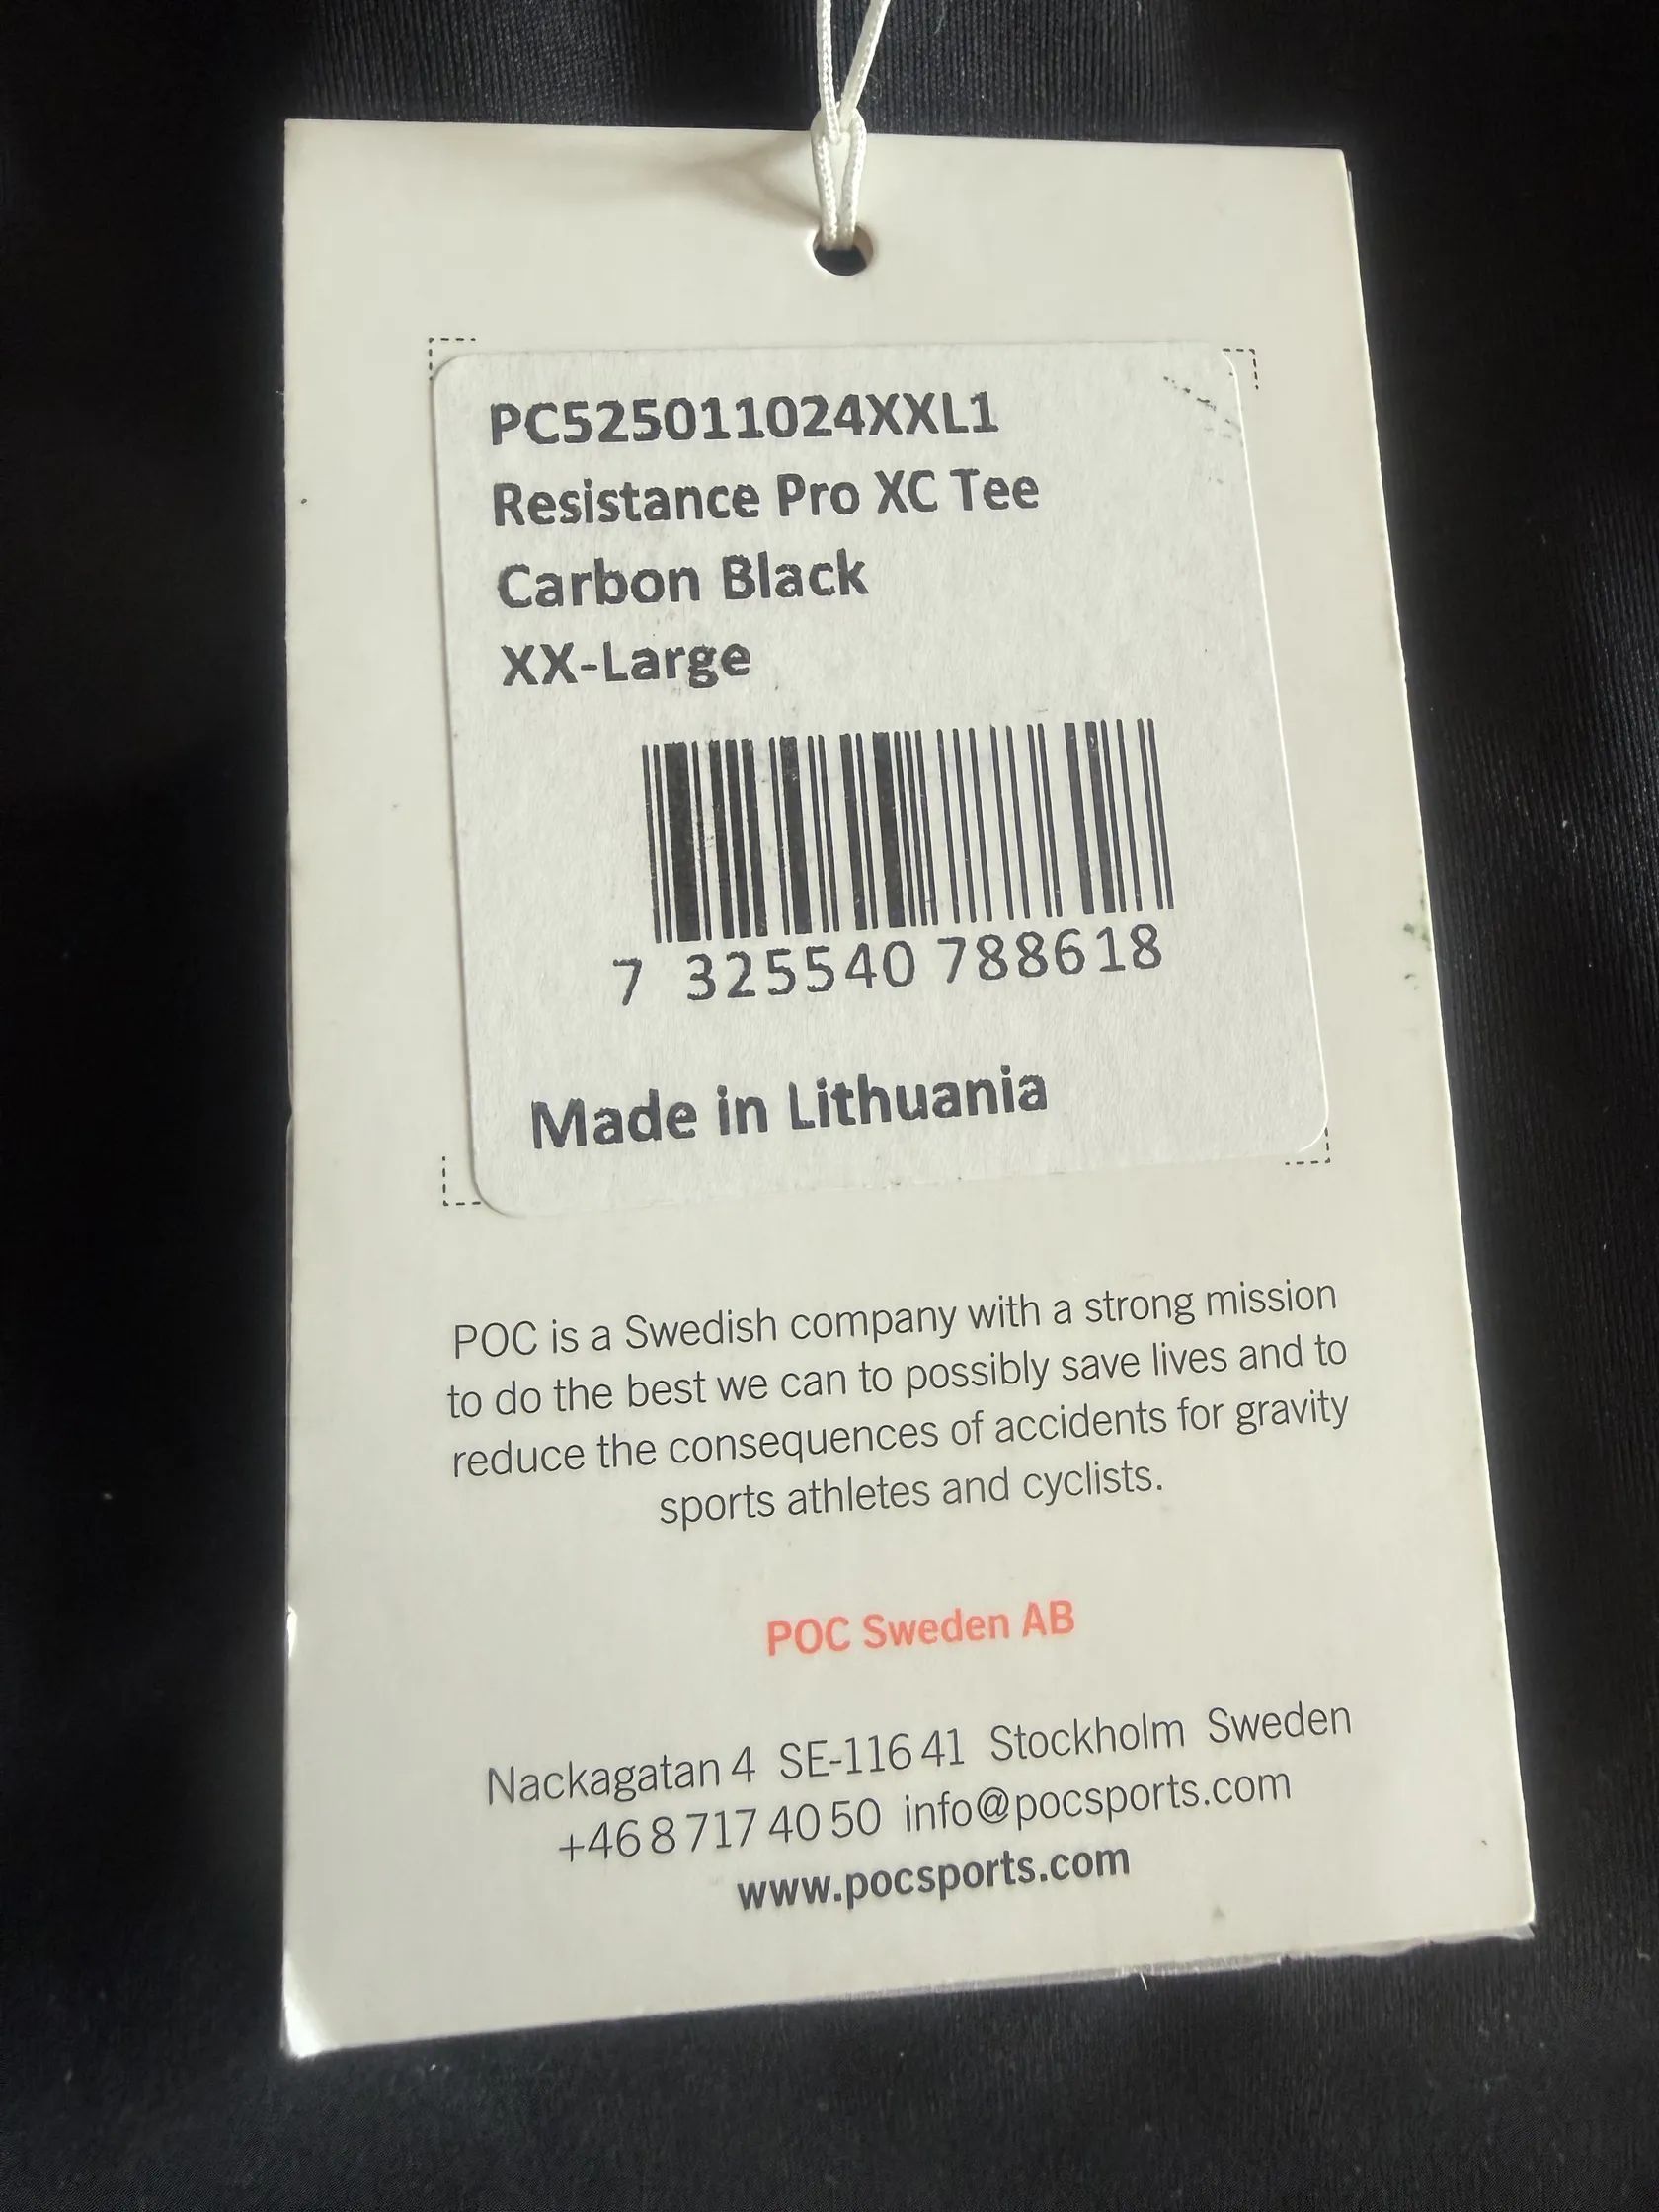 PC525011024XXL1
Resistance Pro XC Tee
Carbon Black
XX-Large
7 325540 788618
Made in Lithuania
POC is a Swedish company with a strong mission
to do the best we can to possibly save lives and to
reduce the consequences of accidents for gravity
sports athletes and cyclists.
POC Sweden AB
Nackagatan 4 SE-116 41 Stockholm Sweden
+46 8 717 40 50 info@pocsports.com
www.pocsports.com